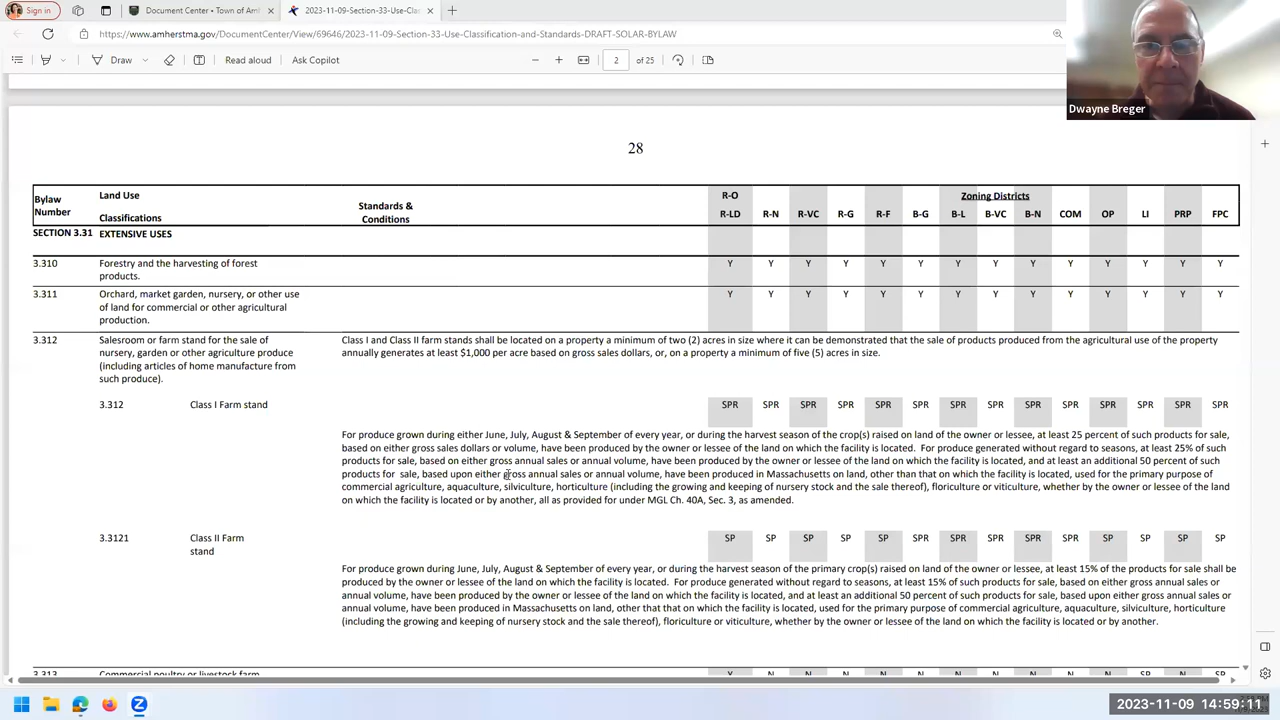 Sign in
Document Center • Town of Am
2023-11-09-Section-33-Use-Clas
https://www.amherstma.gov/DocumentCenter/View/69646/2023-11-09-Section-33-Use-Classification-and-Standards-DRAFT-SOLAR-BYLAW
Draw
Read aloud
Ask Copilot
2
of 25
Dwayne Breger
28
Bylaw
Number
Land Use
Classifications
Standards &
Conditions
Zoning Districts
R-O
R-LD R-N R-VC R-G R-F B-G B-L B-VC B-N COM OP LI PRP FPC
SECTION 3.31 EXTENSIVE USES
3.310 Forestry and the harvesting of forest Y Y Y Y Y Y Y Y Y Y Y Y Y Y
products.
3.311 Orchard, market garden, nursery, or other use Y Y Y Y Y Y Y Y Y Y Y Y Y Y
of land for commercial or other agricultural
production.
3.312 Salesroom or farm stand for the sale of
nursery, garden or other agriculture produce
(including articles of home manufacture from
such produce).
Class I and Class II farm stands shall be located on a property a minimum of two (2) acres in size where it can be demonstrated that the sale of products produced from the agricultural use of the property
annually generates at least $1,000 per acre based on gross sales dollars, or, on a property a minimum of five (5) acres in size.
3.312 Class I Farm stand SPR SPR SPR SPR SPR SPR SPR SPR SPR SPR SPR SPR SPR SPR
For produce grown during either June, July, August & September of every year, or during the harvest season of the crop(s) raised on land of the owner or lessee, at least 25 percent of such products for sale,
based on either gross sales dollars or volume, have been produced by the owner or lessee of the land on which the facility is located. For produce generated without regard to seasons, at least 25% of such
products for sale, based on either gross annual sales or annual volume, have been produced by the owner or lessee of the land on which the facility is located, and at least an additional 50 percent of such
products for sale, based upon either gross annual sales or annual volume, have been produced in Massachusetts on land, other than that on which the facility is located, used for the primary purpose of
commercial agriculture, aquaculture, silviculture, horticulture (including the growing and keeping of nursery stock and the sale thereof), floriculture or viticulture, whether by the owner or lessee of the land
on which the facility is located or by another, all as provided for under MGL Ch. 40A, Sec. 3, as amended.
3.3121 Class II Farm SP SP SP SP SP SPR SPR SPR SPR SPR SP SP SP SP
stand
For produce grown during June, July, August & September of every year, or during the harvest season of the primary crop(s) raised on land of the owner or lessee, at least 15% of the products for sale shall be
produced by the owner or lessee of the land on which the facility is located. For produce generated without regard to seasons, at least 15% of such products for sale, based on either gross annual sales or
annual volume, have been produced by the owner or lessee of the land on which the facility is located, and at least an additional 50 percent of such products for sale, based upon either gross annual sales or
annual volume, have been produced in Massachusetts on land, other that that on which the facility is located, used for the primary purpose of commercial agriculture, aquaculture, silviculture, horticulture
(including the growing and keeping of nursery stock and the sale thereof), floriculture or viticulture, whether by the owner or lessee of the land on which the facility is located or by another.
3.313 Commercial poultry or livestock farm Y N N N N N N N N N N SP N SP
2023-11-09 14:59:11